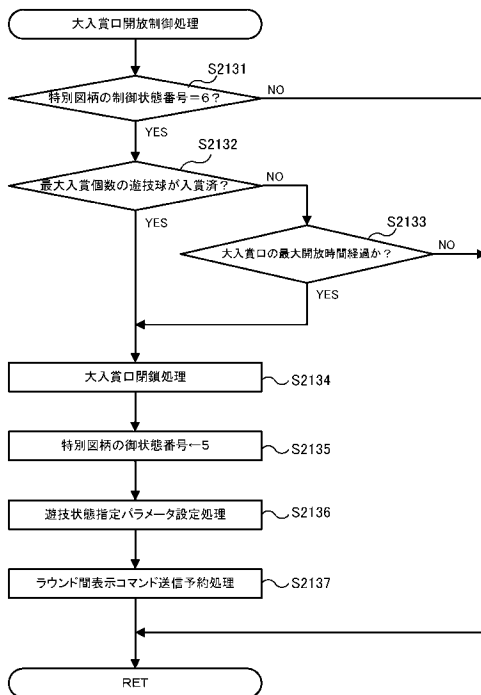 大入賞口開放制御処理
S2131
特別図柄の制御状態番号＝6？
NO
YES
S2132
最大入賞個数の遊技球が入賞済？
NO
YES
S2133
大入賞口の最大開放時間経過か？
NO
YES
大入賞口閉鎖処理
S2134
特別図柄の御状態番号←5
S2135
遊技状態指定パラメータ設定処理
S2136
ラウンド間表示コマンド送信予約処理
S2137
RET